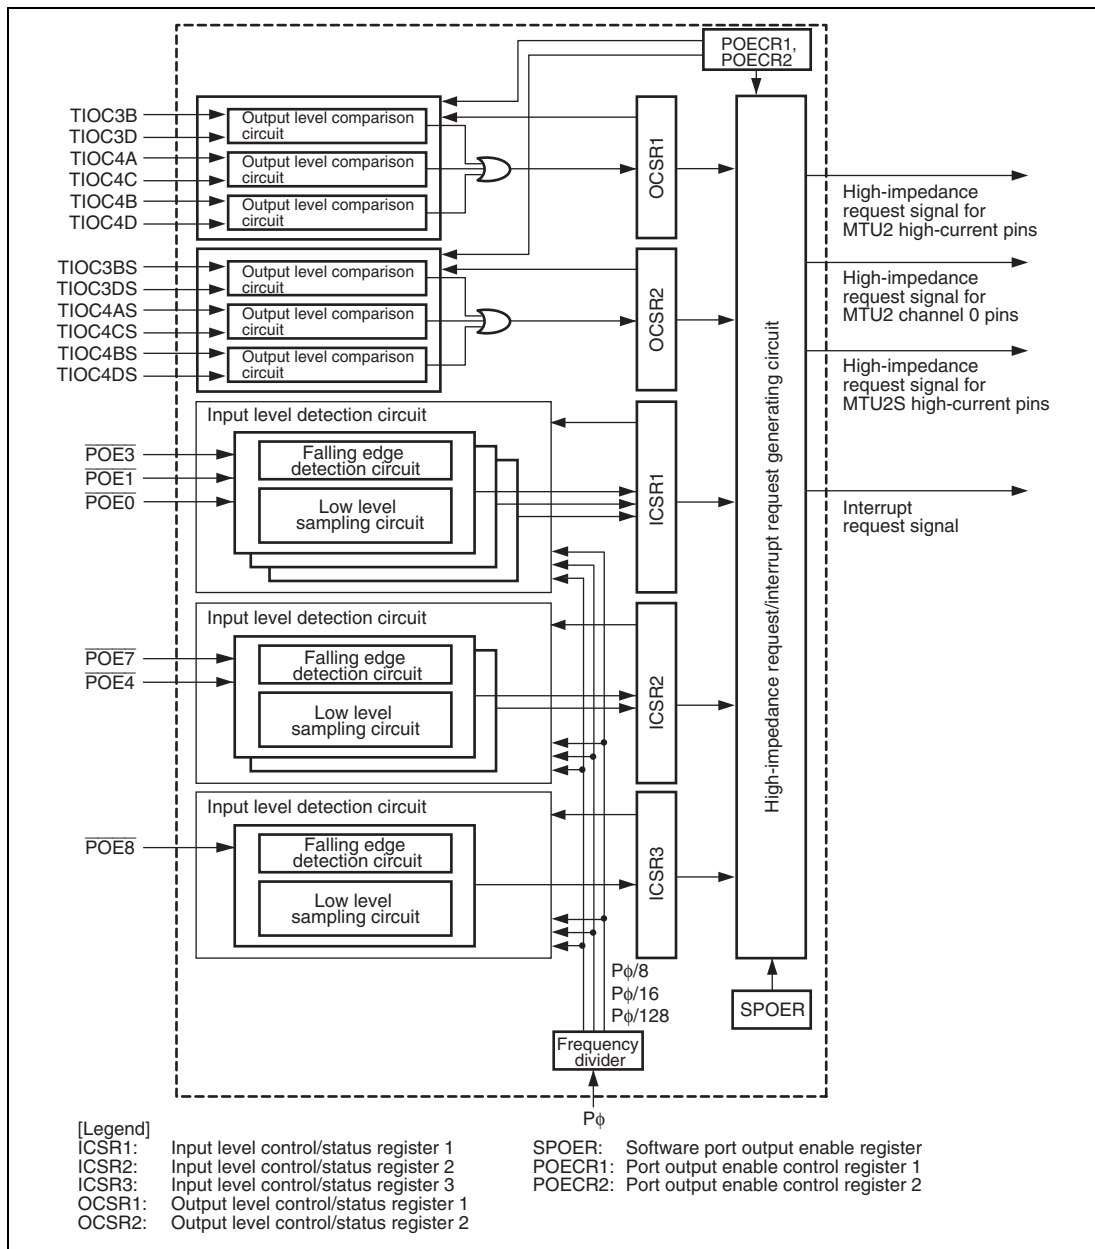 POECR1,
POECR2
TIOC3B
TIOC3D
TIOC4A
TIOC4C
TIOC4B
TIOC4D
Output level comparison
circuit
Output level comparison
circuit
Output level comparison
circuit
OCSR1
TIOC3BS
TIOC3DS
TIOC4AS
TIOC4CS
TIOC4BS
TIOC4DS
Output level comparison
circuit
Output level comparison
circuit
Output level comparison
circuit
OCSR2
Input level detection circuit
POE3
POE1
POE0
Falling edge
detection circuit
Low level
sampling circuit
ICSR1
Input level detection circuit
POE7
POE4
Falling edge
detection circuit
Low level
sampling circuit
ICSR2
Input level detection circuit
POE8
Falling edge
detection circuit
Low level
sampling circuit
ICSR3
High-impedance request/interrupt request generating circuit
High-impedance
request signal for
MTU2 high-current pins
High-impedance
request signal for
MTU2 channel 0 pins
High-impedance
request signal for
MTU2S high-current pins
Interrupt
request signal
Pφ/8
Pφ/16
Pφ/128
SPOER
Frequency
divider
Pφ
[Legend]
ICSR1: Input level control/status register 1
ICSR2: Input level control/status register 2
ICSR3: Input level control/status register 3
OCSR1: Output level control/status register 1
OCSR2: Output level control/status register 2
SPOER: Software port output enable register
POECR1: Port output enable control register 1
POECR2: Port output enable control register 2